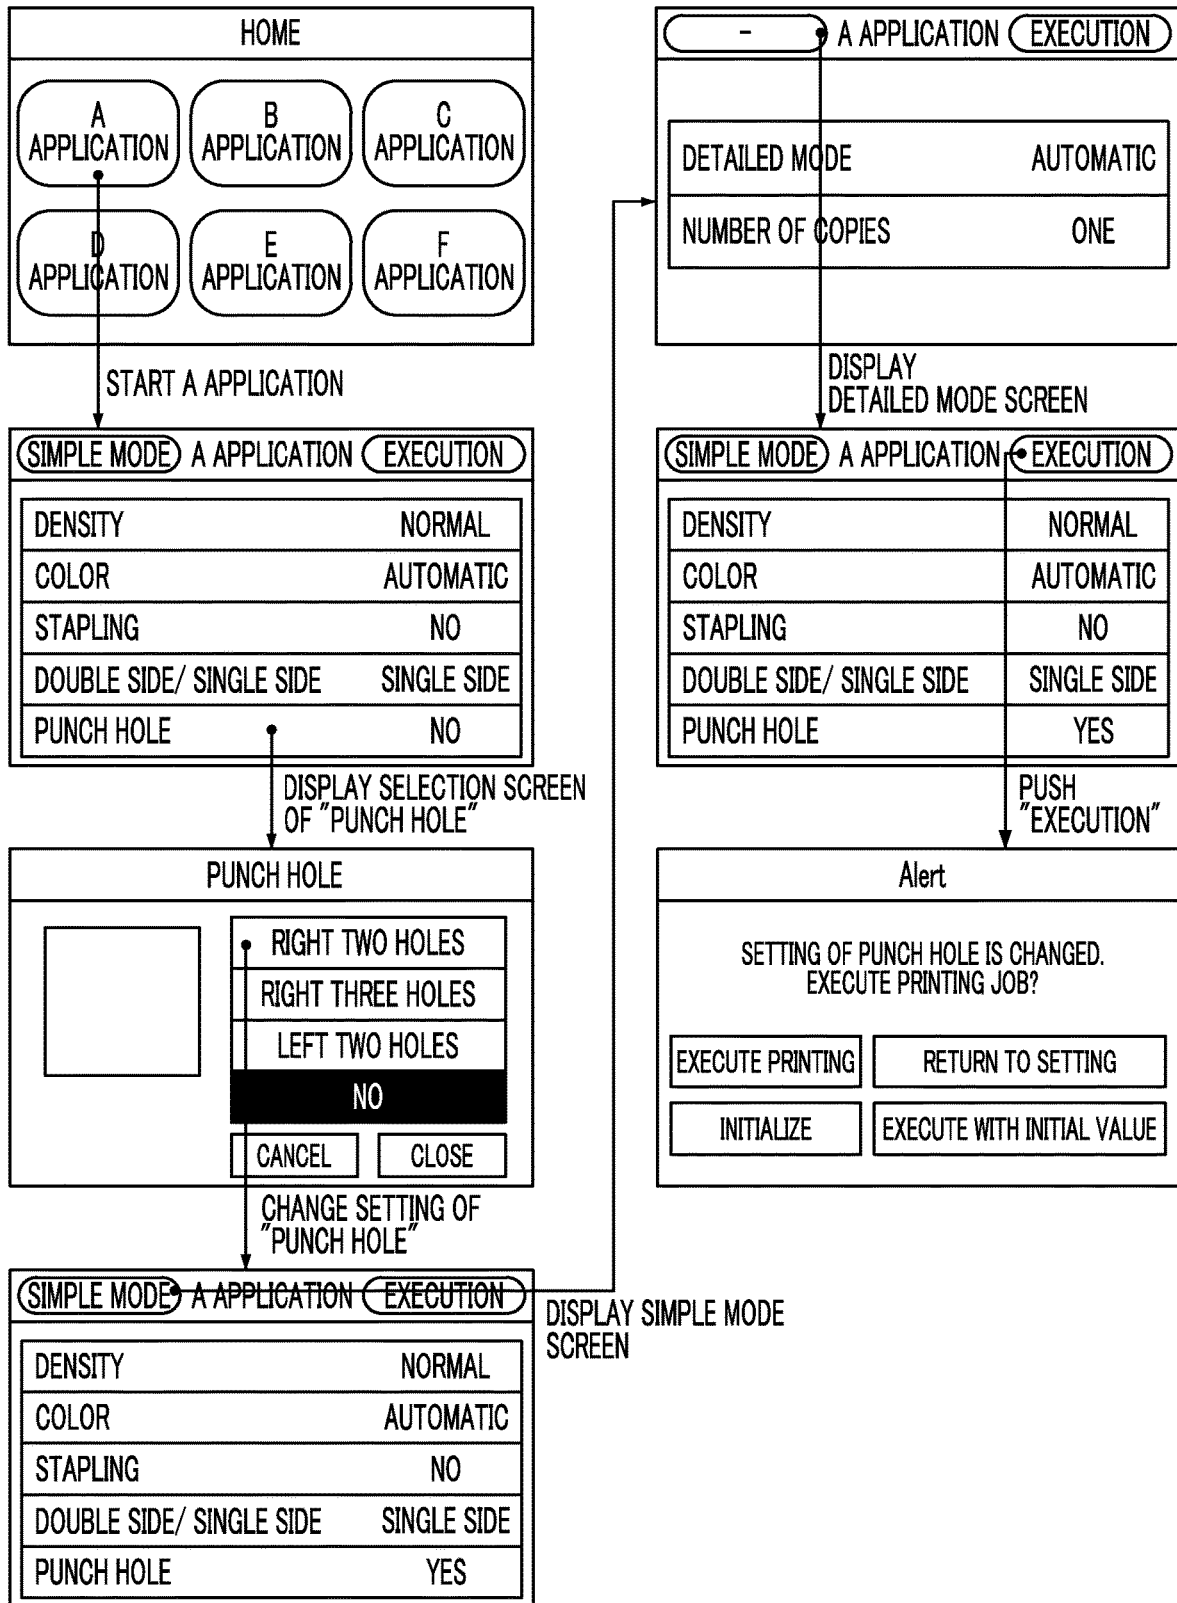 HOME
A
APPLICATION
B
APPLICATION
C
APPLICATION
D
APPLICATION
E
APPLICATION
F
APPLICATION
START A APPLICATION
SIMPLE MODE A APPLICATION EXECUTION
DENSITY NORMAL
COLOR AUTOMATIC
STAPLING NO
DOUBLE SIDE/ SINGLE SIDE SINGLE SIDE
PUNCH HOLE NO
DISPLAY SELECTION SCREEN
OF "PUNCH HOLE"
PUNCH HOLE
RIGHT TWO HOLES
RIGHT THREE HOLES
LEFT TWO HOLES
NO
CANCEL CLOSE
CHANGE SETTING OF
"PUNCH HOLE"
SIMPLE MODE A APPLICATION EXECUTION
DENSITY NORMAL
COLOR AUTOMATIC
STAPLING NO
DOUBLE SIDE/ SINGLE SIDE SINGLE SIDE
PUNCH HOLE YES
DISPLAY SIMPLE MODE
SCREEN
- A APPLICATION EXECUTION
DETAILED MODE AUTOMATIC
NUMBER OF COPIES ONE
DISPLAY
DETAILED MODE SCREEN
SIMPLE MODE A APPLICATION EXECUTION
DENSITY NORMAL
COLOR AUTOMATIC
STAPLING NO
DOUBLE SIDE/ SINGLE SIDE SINGLE SIDE
PUNCH HOLE YES
PUSH
"EXECUTION"
Alert
SETTING OF PUNCH HOLE IS CHANGED.
EXECUTE PRINTING JOB?
EXECUTE PRINTING RETURN TO SETTING
INITIALIZE EXECUTE WITH INITIAL VALUE